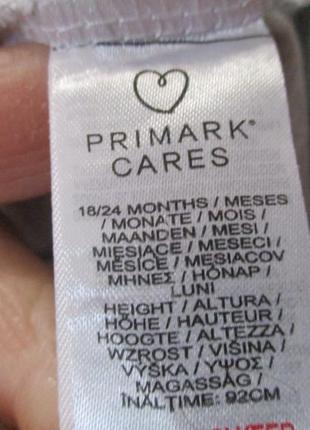 PRIMARK®
CARES
18/24 MONTHS / MESES
/ MONATE / MOIS /
MAANDEN / MESI /
MIESIĄCE / MESECI /
MĚSÍCE / MESIACOV
ΜΗΝΕΣ / HÓNAP /
LUNI
HEIGHT / ALTURA /
HÖHE / HAUTEUR /
HOOGTE / ALTEZZA /
WZROST / VIŠINA /
VÝŠKA / ΥΨΟΣ /
MAGASSÁG /
ÎNALTIME: 92CM